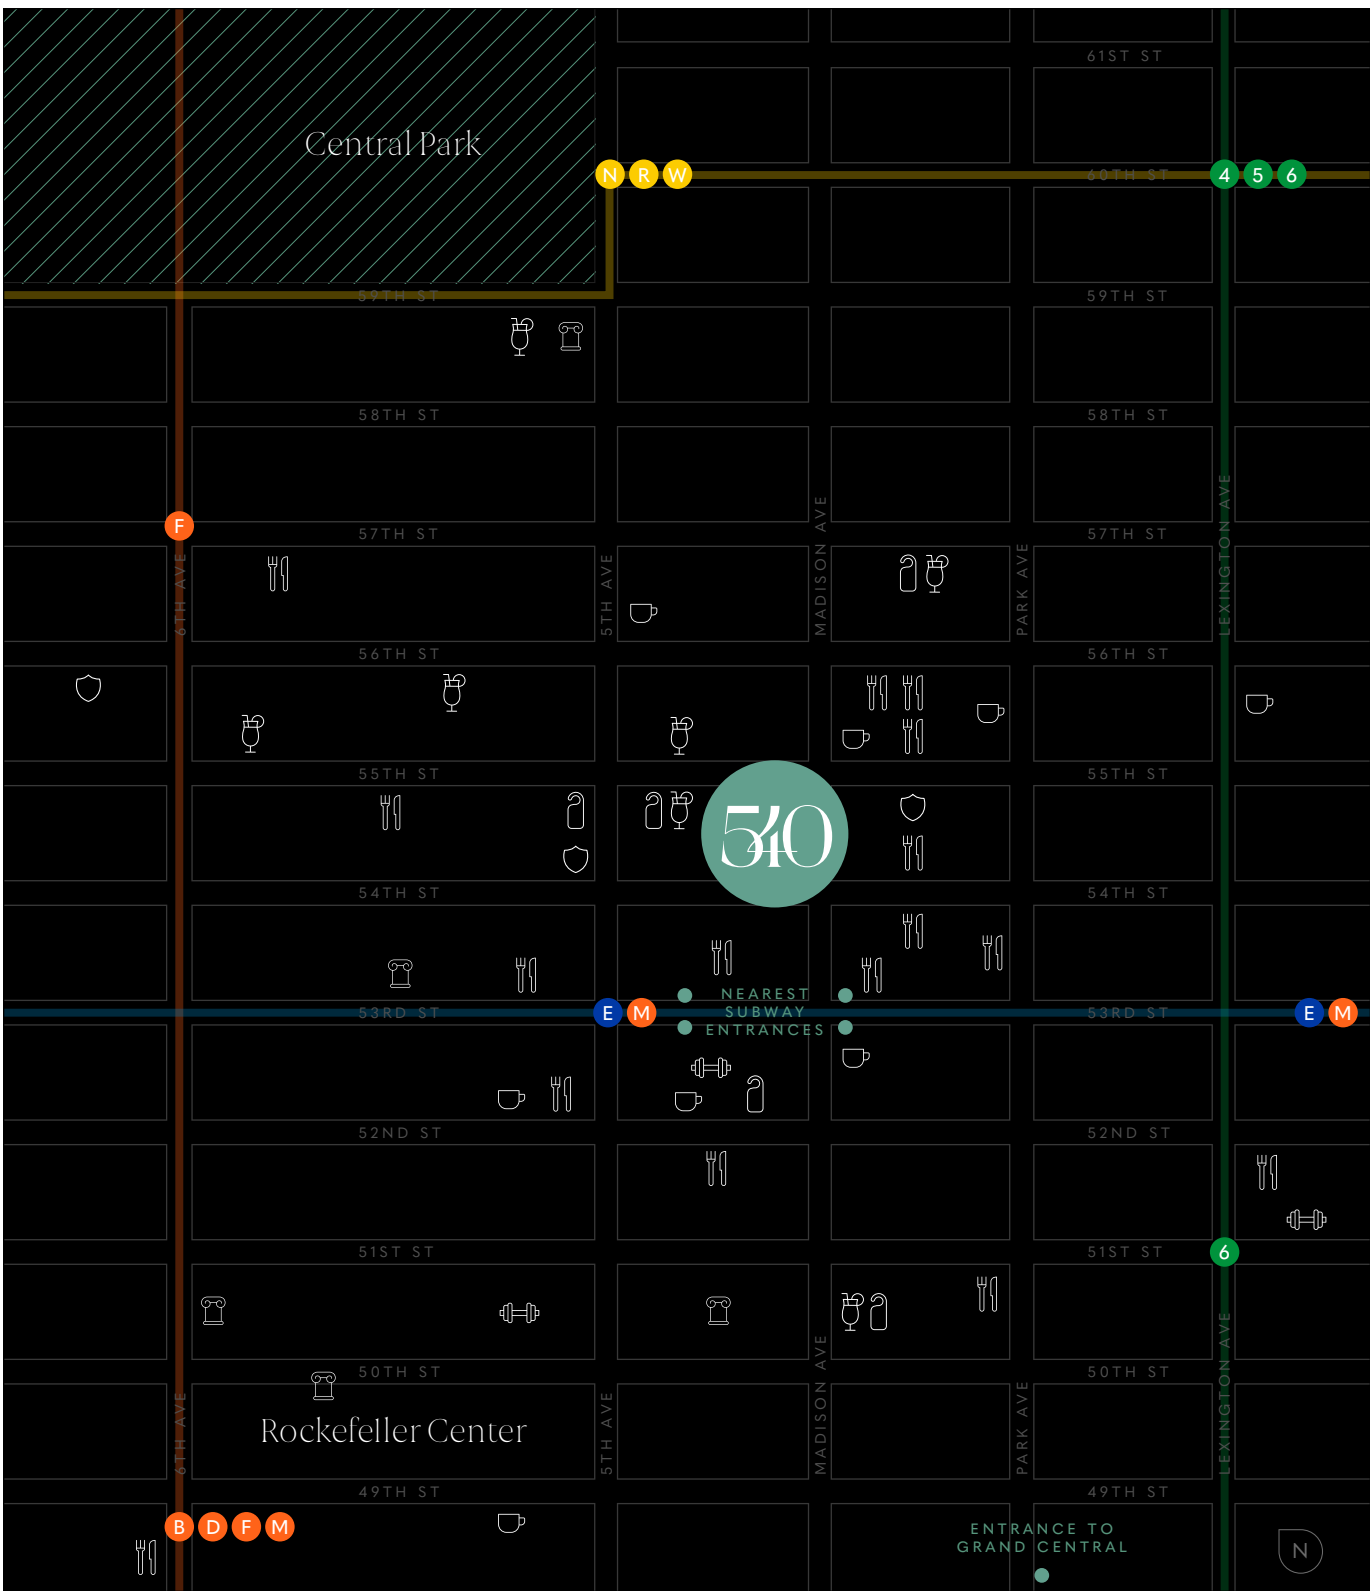 61ST ST
Central Park
N R W
60TH ST
4 5 6
59TH ST
59TH ST
58TH ST
58TH ST
F
57TH ST
57TH ST
6TH AVE
5TH AVE
MADISON AVE
PARK AVE
LEXINGTON AVE
56TH ST
56TH ST
55TH ST
55TH ST
540
54TH ST
54TH ST
NEAREST
SUBWAY
ENTRANCES
53RD ST
E M
53RD ST
E M
52ND ST
52ND ST
51ST ST
51ST ST
6
50TH ST
50TH ST
6TH AVE
Rockefeller Center
5TH AVE
MADISON AVE
PARK AVE
LEXINGTON AVE
49TH ST
49TH ST
B D F M
ENTRANCE TO
GRAND CENTRAL
N